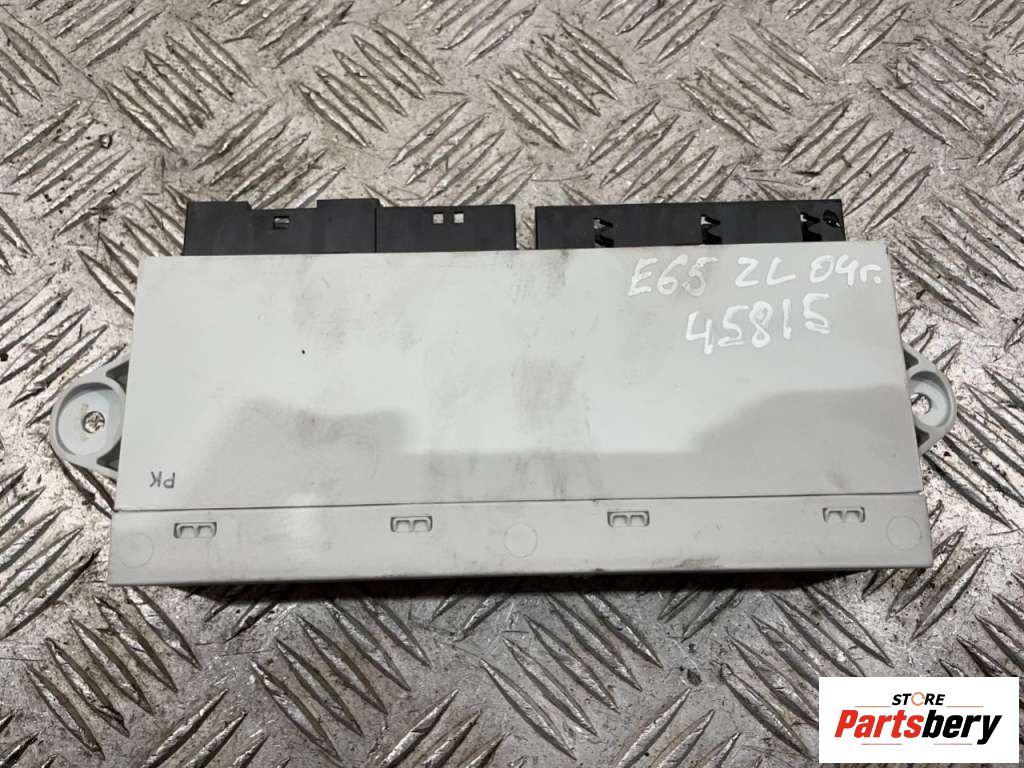 E65 ZL 04г.
45815
PK
STORE
Partsbery